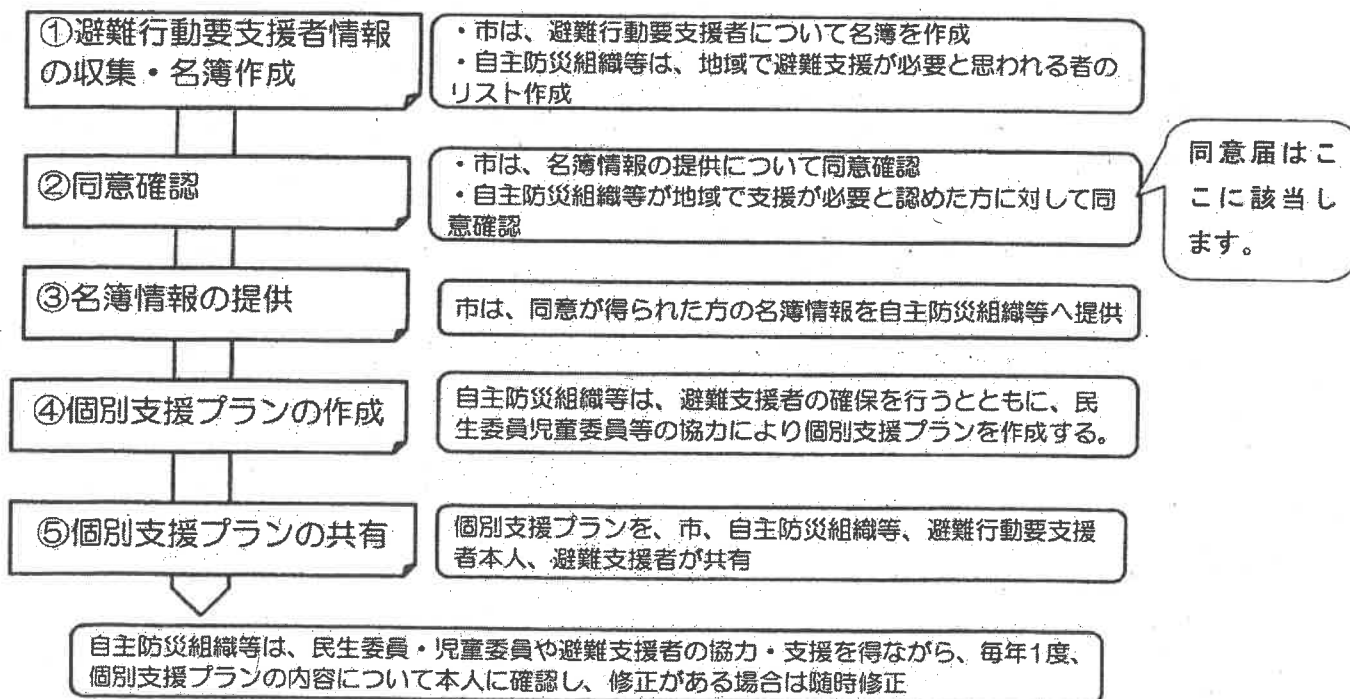 ①避難行動要支援者情報
の収集・名簿作成
・市は、避難行動要支援者について名簿を作成
・自主防災組織等は、地域で避難支援が必要と思われる者の
リスト作成
②同意確認
・市は、名簿情報の提供について同意確認
・自主防災組織等が地域で支援が必要と認めた方に対して同
意確認
同意届はこ
こに該当し
ます。
③名簿情報の提供
市は、同意が得られた方の名簿情報を自主防災組織等へ提供
④個別支援プランの作成
自主防災組織等は、避難支援者の確保を行うとともに、民
生委員児童委員等の協力により個別支援プランを作成する。
⑤個別支援プランの共有
個別支援プランを、市、自主防災組織等、避難行動要支援
者本人、避難支援者が共有
自主防災組織等は、民生委員・児童委員や避難支援者の協力・支援を得ながら、毎年1度、
個別支援プランの内容について本人に確認し、修正がある場合は随時修正